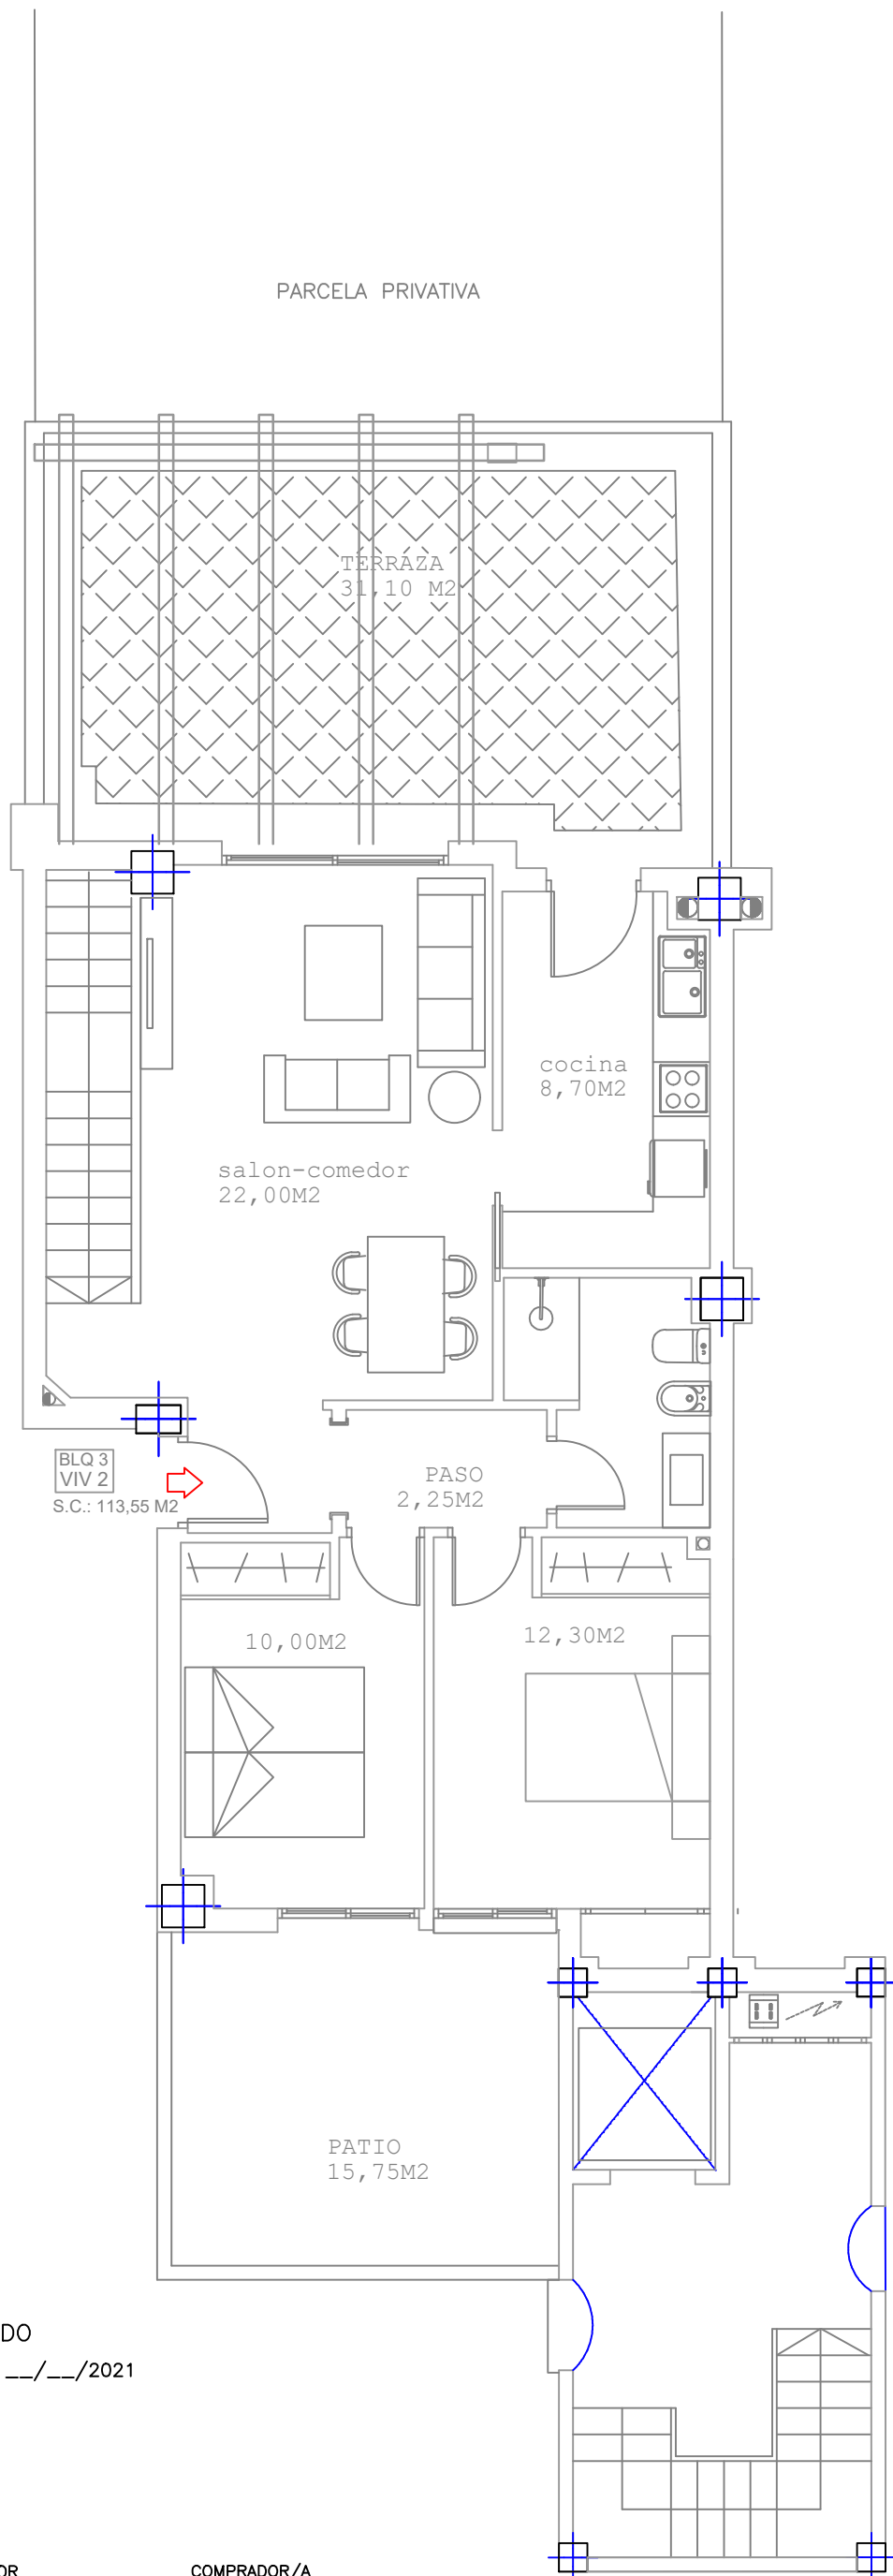 PARCELA PRIVATIVA
TERRAZA
31,10 M2
cocina
8,70M2
salon-comedor
22,00M2
BLQ 3
VIV 2
S.C.: 113,55 M2
PASO
2,25M2
10,00M2
12,30M2
PATIO
15,75M2
DO
__/__/2021
OR
COMPRADOR/A